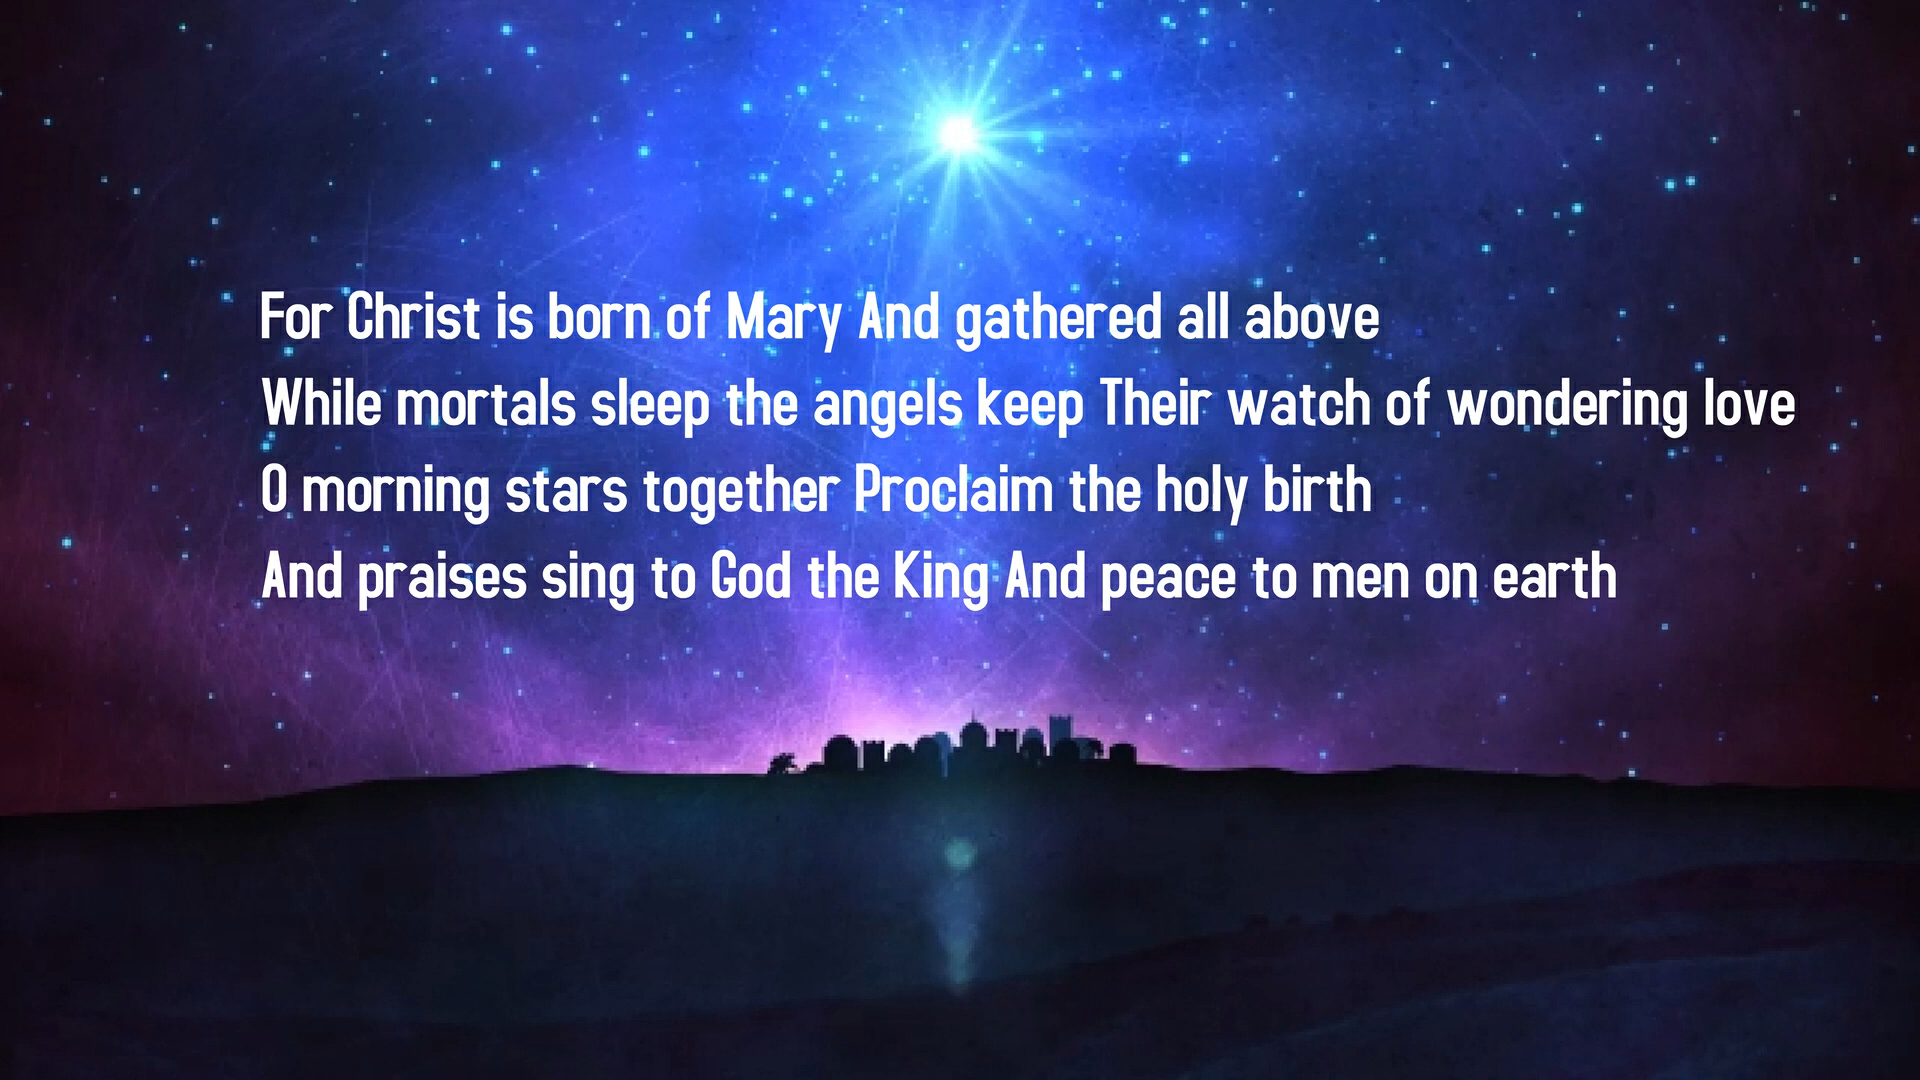 For Christ is born of Mary And gathered all above
While mortals sleep the angels keep Their watch of wondering love
O morning stars together Proclaim the holy birth
And praises sing to God the King And peace to men on earth